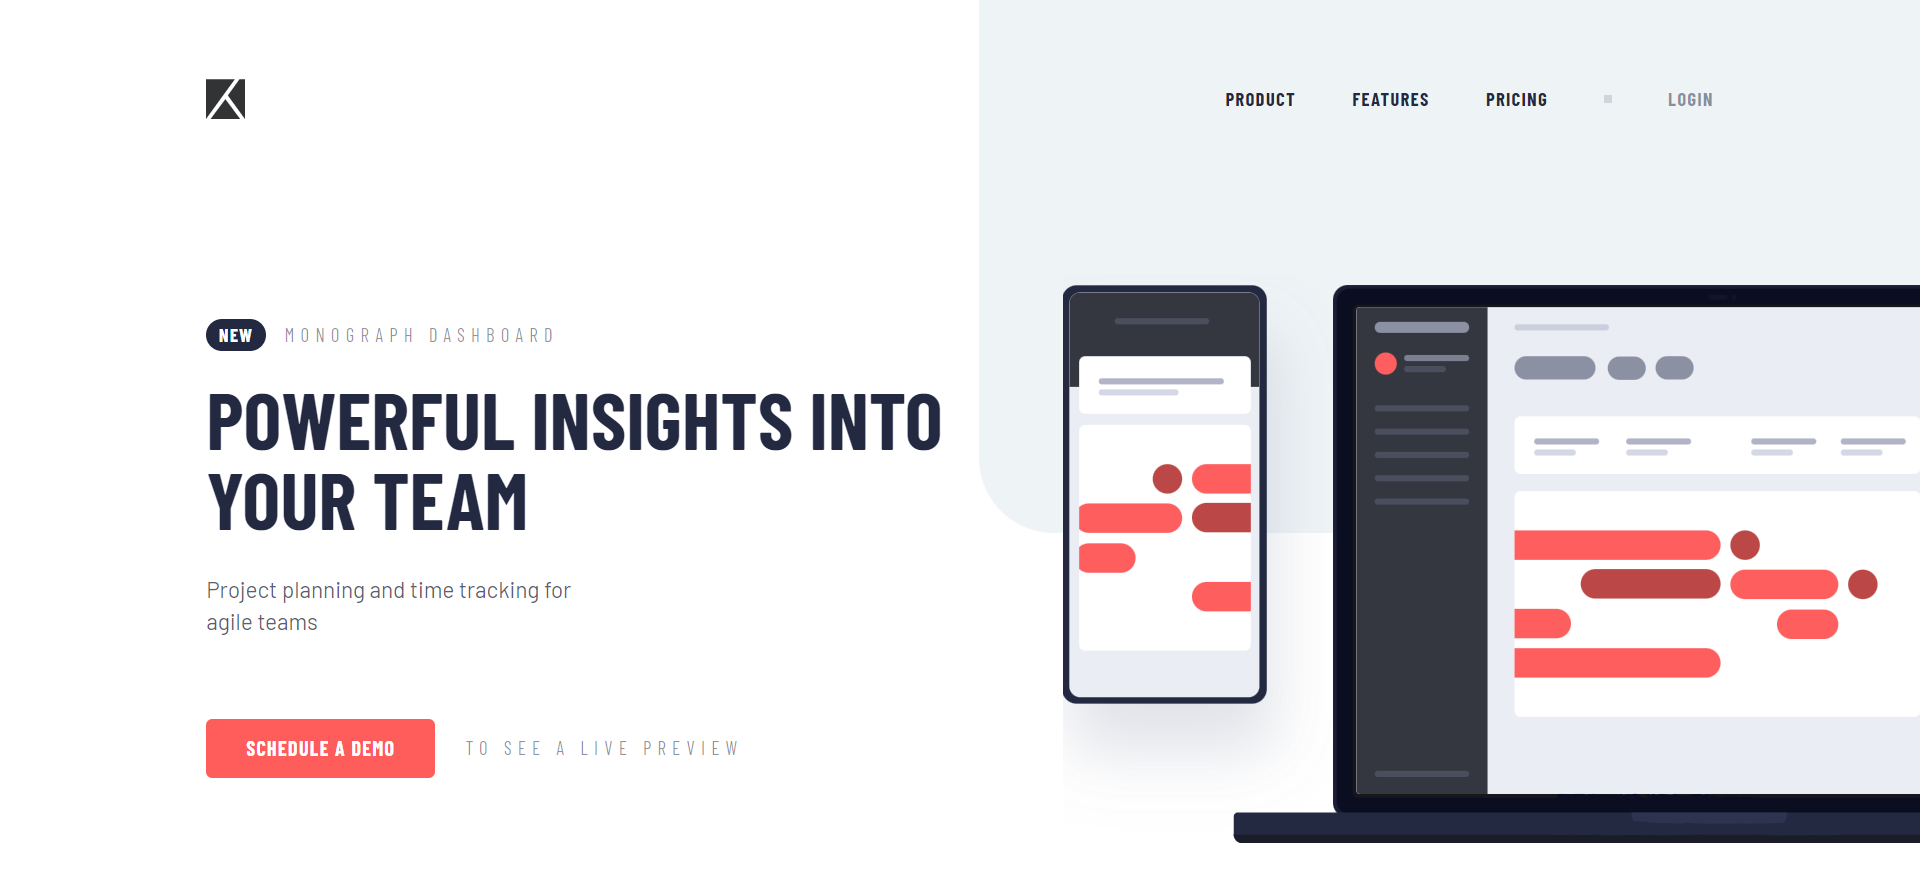 PRODUCT FEATURES PRICING LOGIN
NEW MONOGRAPH DASHBOARD
POWERFUL INSIGHTS INTO
YOUR TEAM
Project planning and time tracking for
agile teams
SCHEDULE A DEMO TO SEE A LIVE PREVIEW